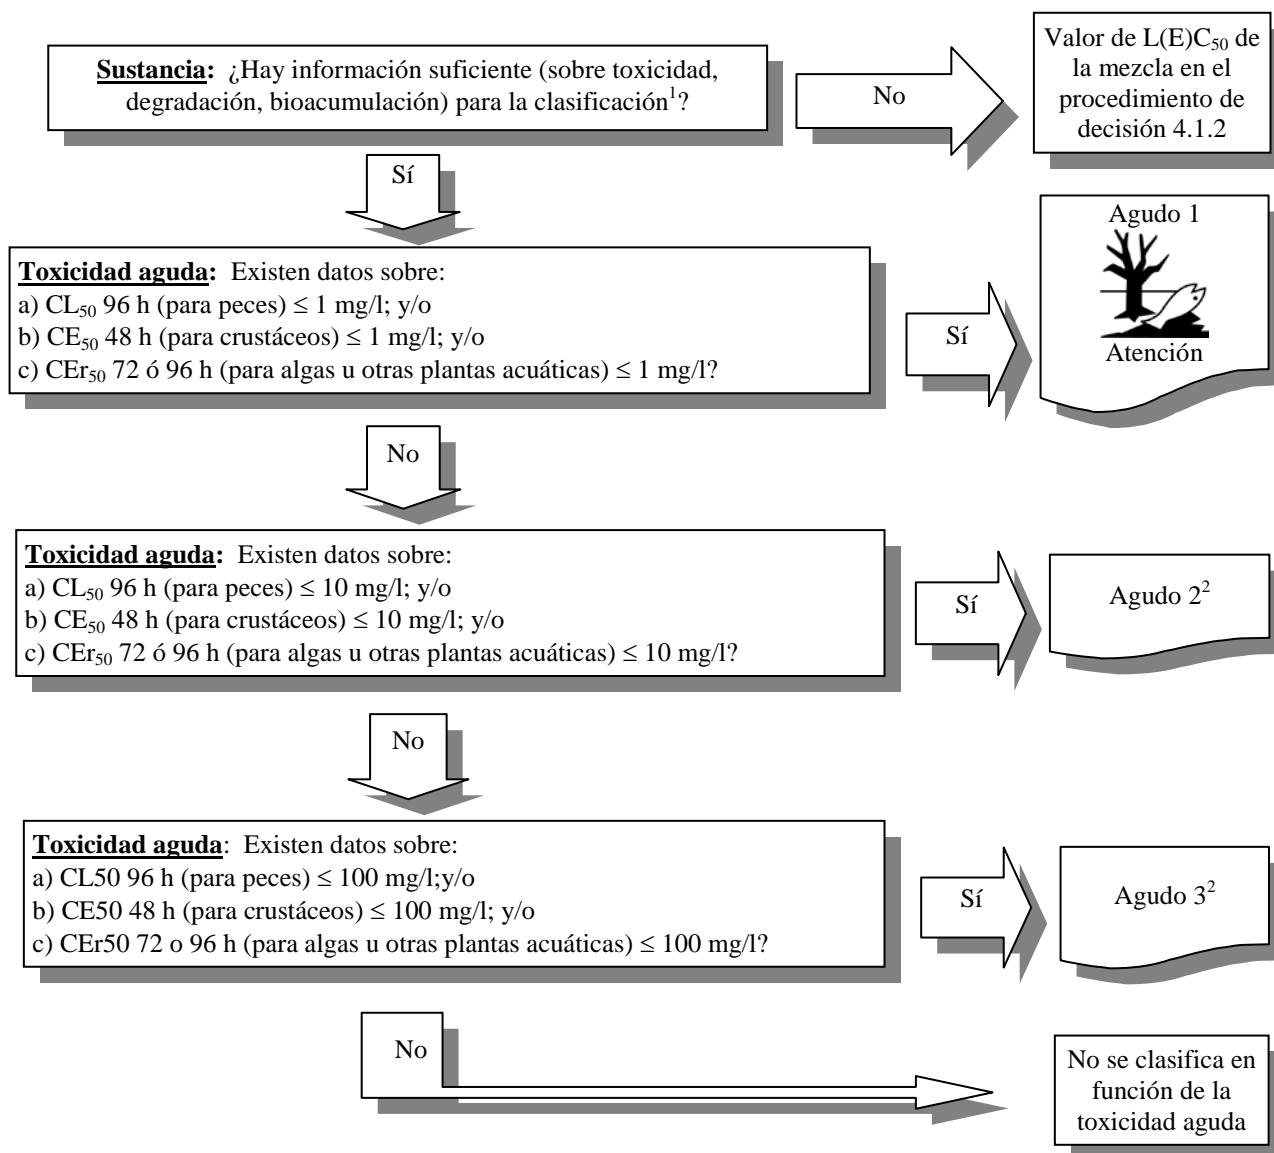 Sustancia: ¿Hay información suficiente (sobre toxicidad,
degradación, bioacumulación) para la clasificación¹?
No
Valor de L(E)C₅₀ de
la mezcla en el
procedimiento de
decisión 4.1.2
Sí
Toxicidad aguda: Existen datos sobre:
a) CL₅₀ 96 h (para peces) ≤ 1 mg/l; y/o
b) CE₅₀ 48 h (para crustáceos) ≤ 1 mg/l; y/o
c) CEr₅₀ 72 ó 96 h (para algas u otras plantas acuáticas) ≤ 1 mg/l?
Sí
Agudo 1
Atención
No
Toxicidad aguda: Existen datos sobre:
a) CL₅₀ 96 h (para peces) ≤ 10 mg/l; y/o
b) CE₅₀ 48 h (para crustáceos) ≤ 10 mg/l; y/o
c) CEr₅₀ 72 ó 96 h (para algas u otras plantas acuáticas) ≤ 10 mg/l?
Sí
Agudo 2²
No
Toxicidad aguda: Existen datos sobre:
a) CL50 96 h (para peces) ≤ 100 mg/l;y/o
b) CE50 48 h (para crustáceos) ≤ 100 mg/l; y/o
c) CEr50 72 o 96 h (para algas u otras plantas acuáticas) ≤ 100 mg/l?
Sí
Agudo 3²
No
No se clasifica en
función de la
toxicidad aguda